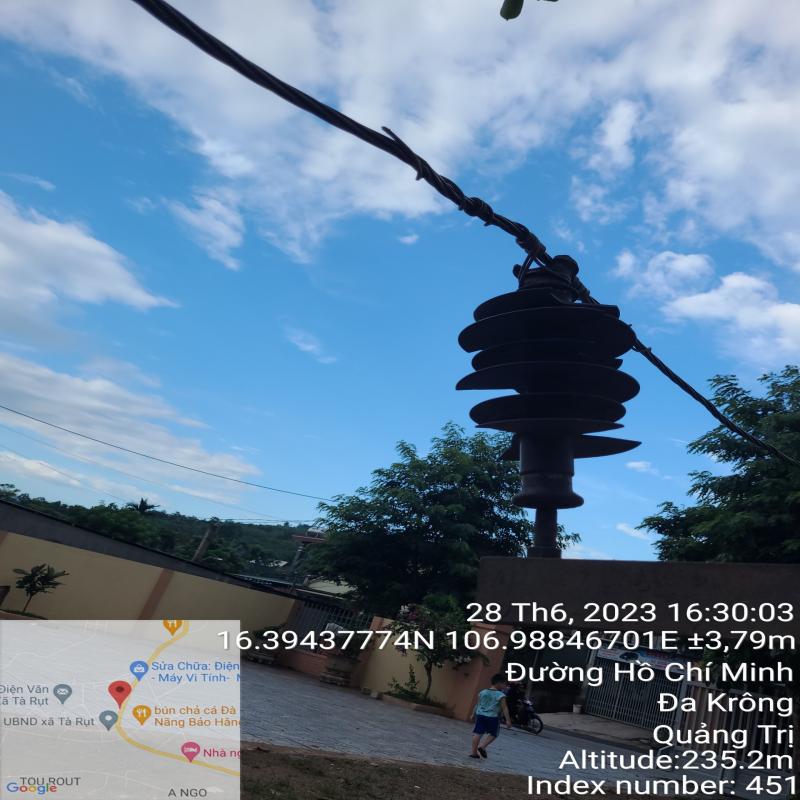 28 Th6, 2023 16:30:03
16.39437774N 106.98846701E ±3,79m
Đường Hồ Chí Minh
Đa Krông
Quảng Trị
Altitude:235.2m
Index number: 451
Sửa Chữa: Điện
- Máy Vi Tính-
Điện Văn
Xã Tà Rụt
UBND xã Tà Rụt
bún chả cá Đà
Nẵng Bảo Hằng
Nhà
TOU ROUT
Google
A NGO